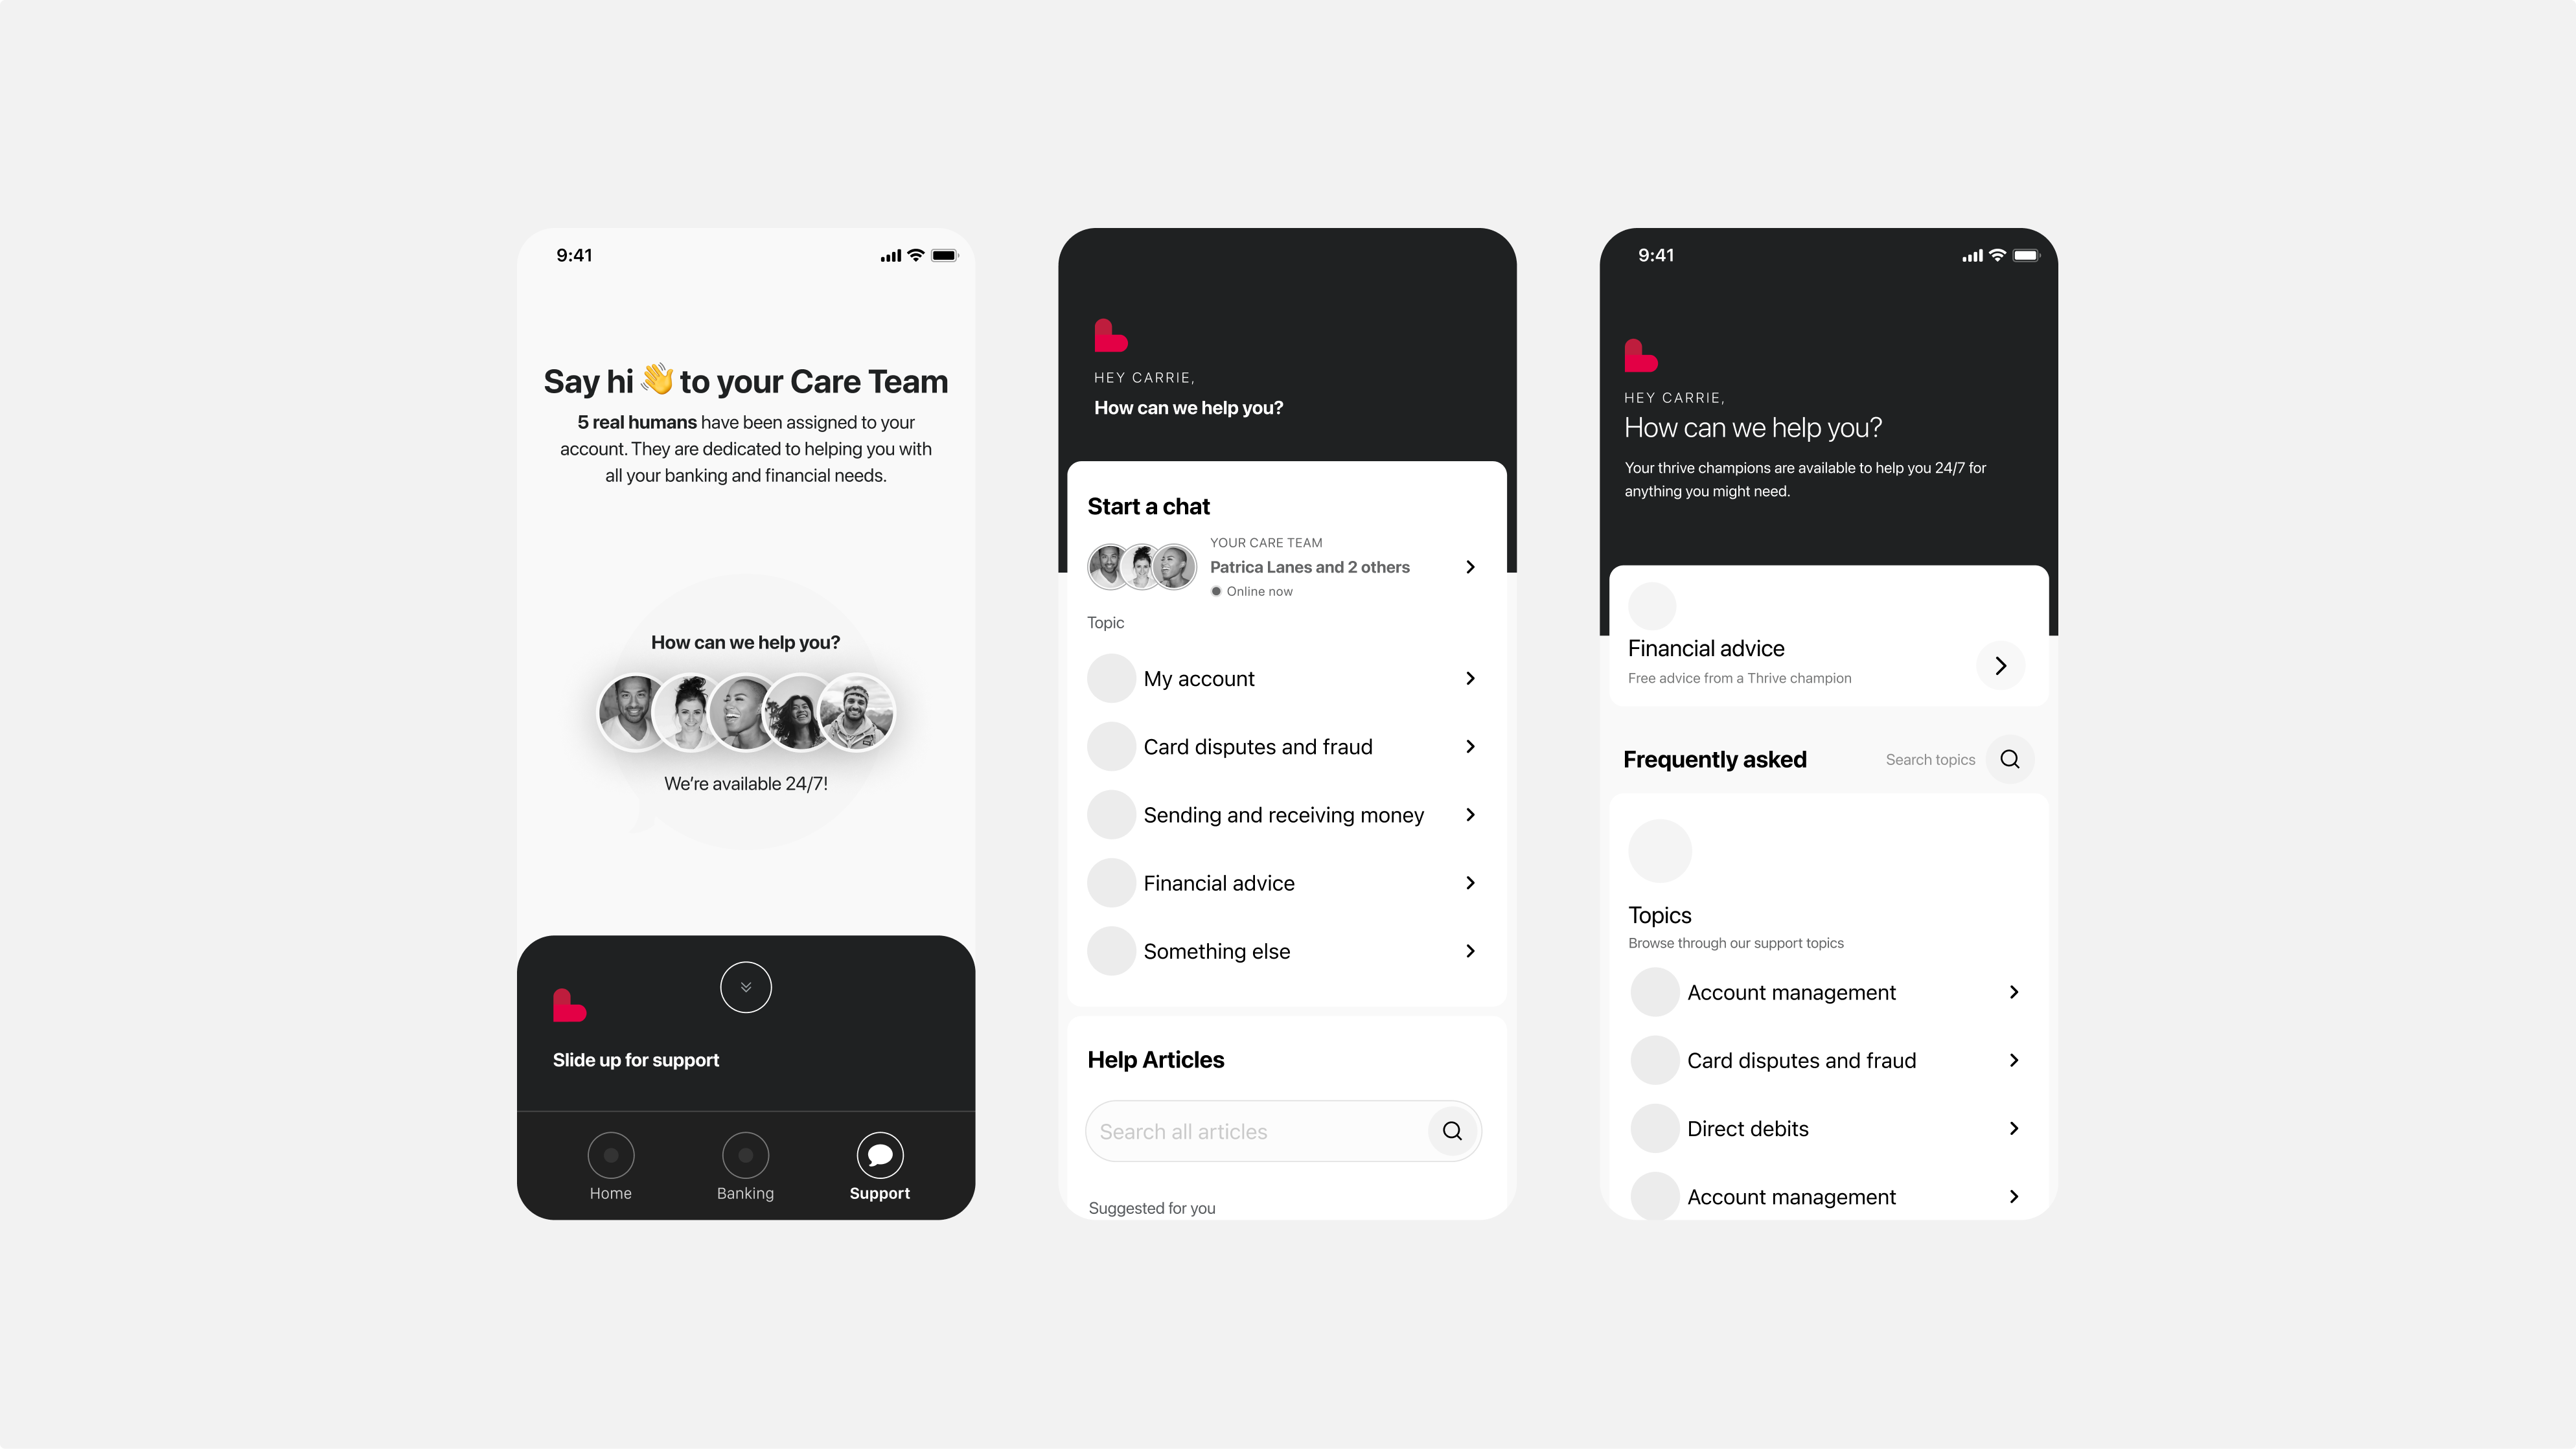 9:41
Say hi 👋 to your Care Team
5 real humans have been assigned to your
account. They are dedicated to helping you with
all your banking and financial needs.
How can we help you?
We’re available 24/7!
Slide up for support
Home
Banking
Support
HEY CARRIE,
How can we help you?
Start a chat
YOUR CARE TEAM
Patrica Lanes and 2 others
Online now
Topic
My account
Card disputes and fraud
Sending and receiving money
Financial advice
Something else
Help Articles
Search all articles
Suggested for you
9:41
HEY CARRIE,
How can we help you?
Your thrive champions are available to help you 24/7 for
anything you might need.
Financial advice
Free advice from a Thrive champion
Frequently asked
Search topics
Topics
Browse through our support topics
Account management
Card disputes and fraud
Direct debits
Account management